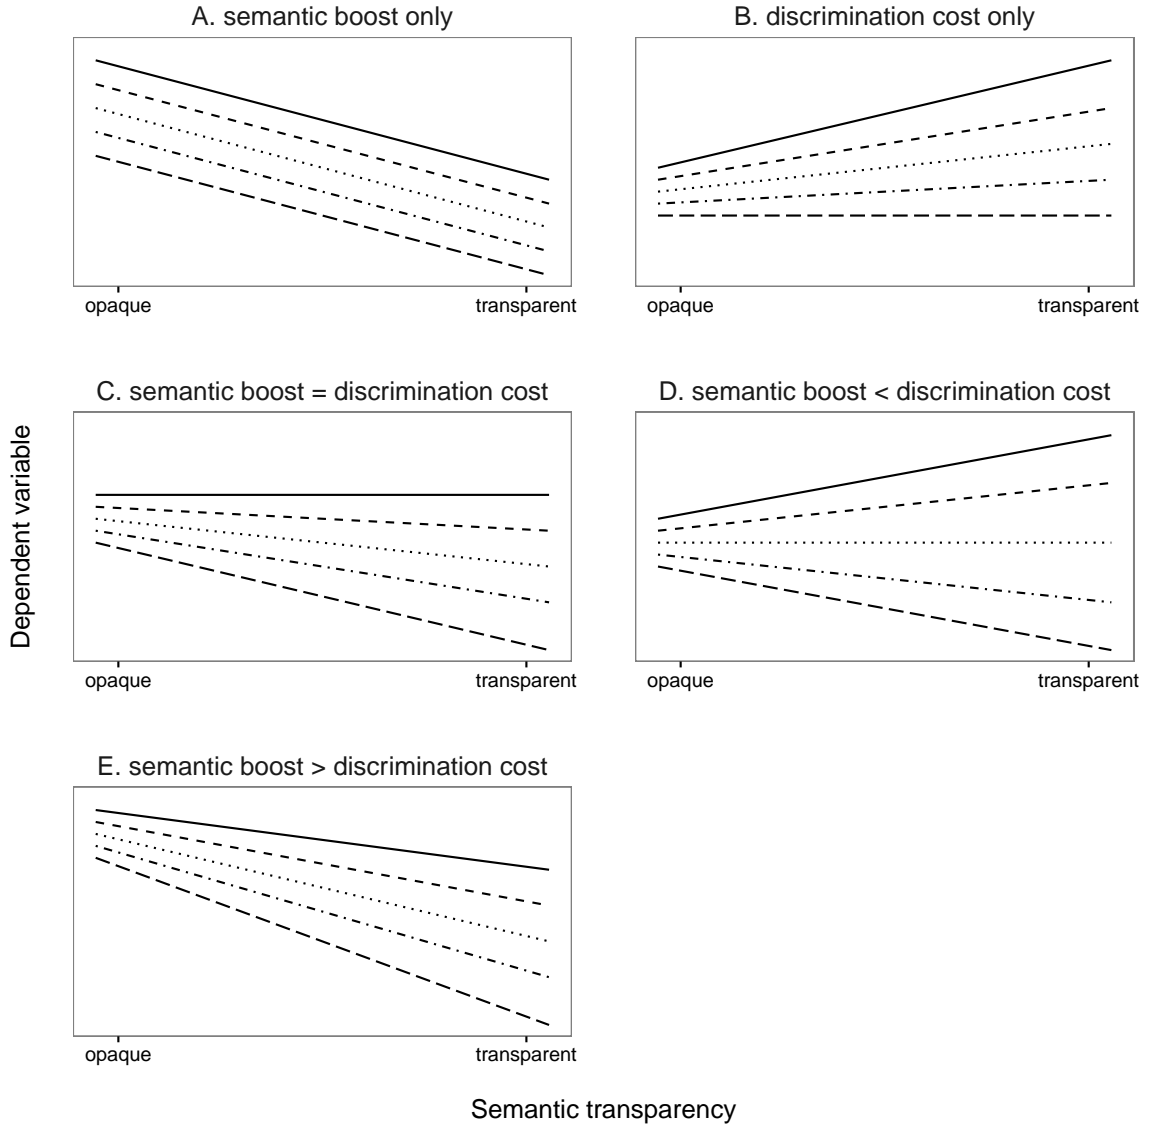 A. semantic boost only
B. discrimination cost only
opaque
transparent
opaque
transparent
C. semantic boost = discrimination cost
D. semantic boost < discrimination cost
Dependent variable
opaque
transparent
opaque
transparent
E. semantic boost > discrimination cost
opaque
transparent
Semantic transparency